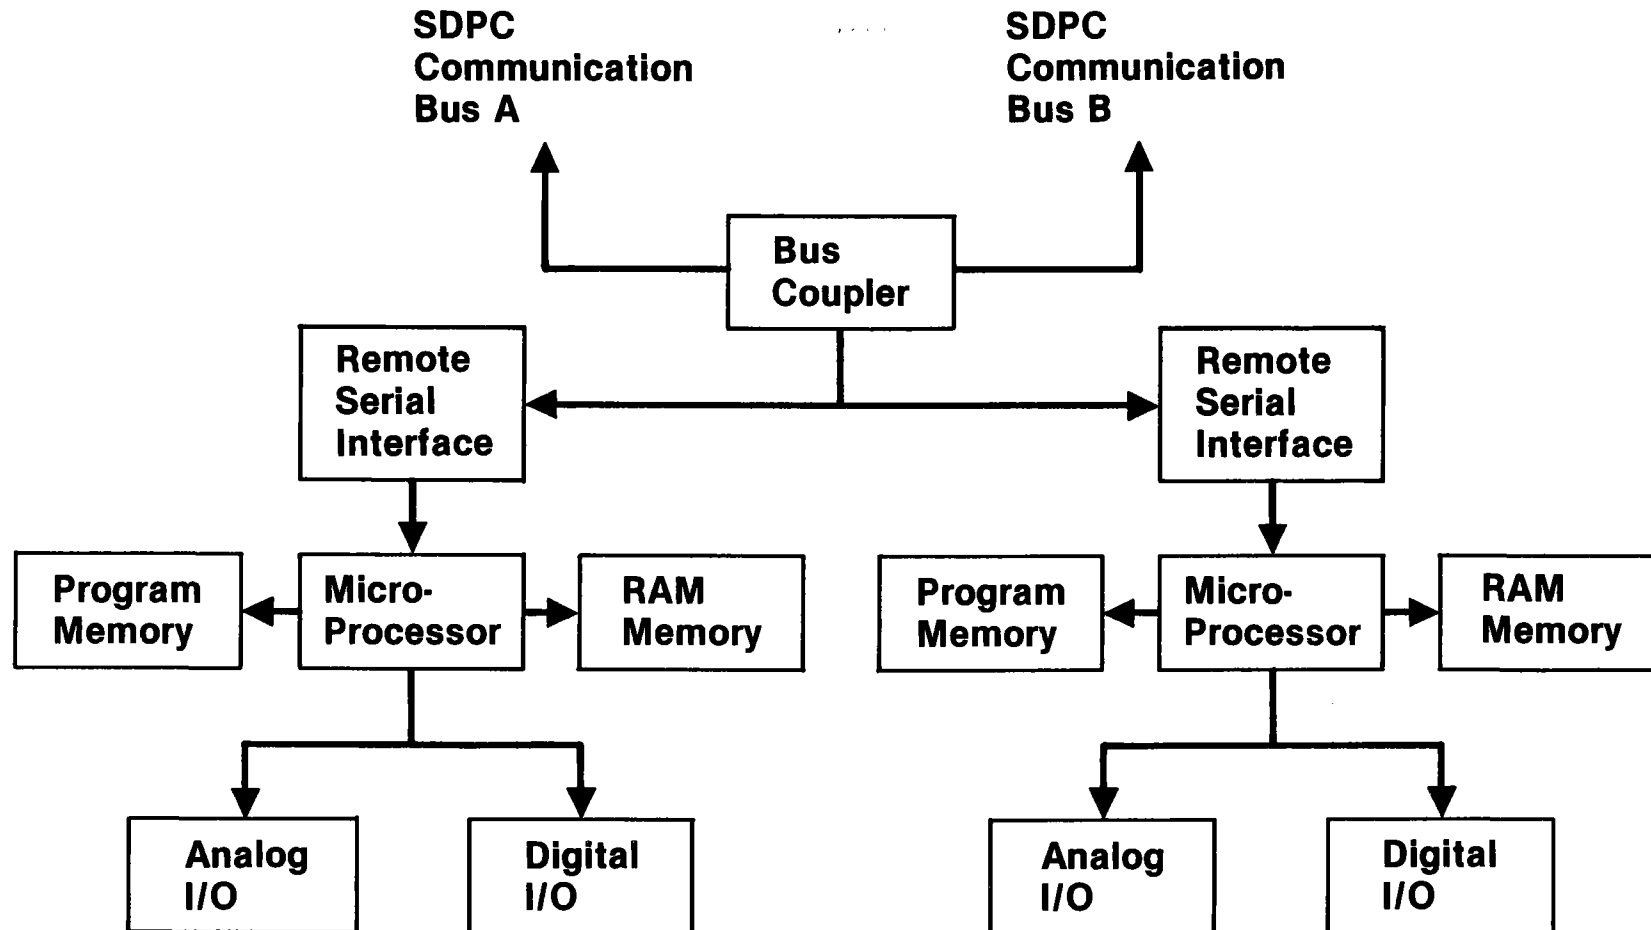 SDPC
Communication
Bus A
SDPC
Communication
Bus B
Bus
Coupler
Remote
Serial
Interface
Remote
Serial
Interface
Program
Memory
Micro-
Processor
RAM
Memory
Program
Memory
Micro-
Processor
RAM
Memory
Analog
I/O
Digital
I/O
Analog
I/O
Digital
I/O